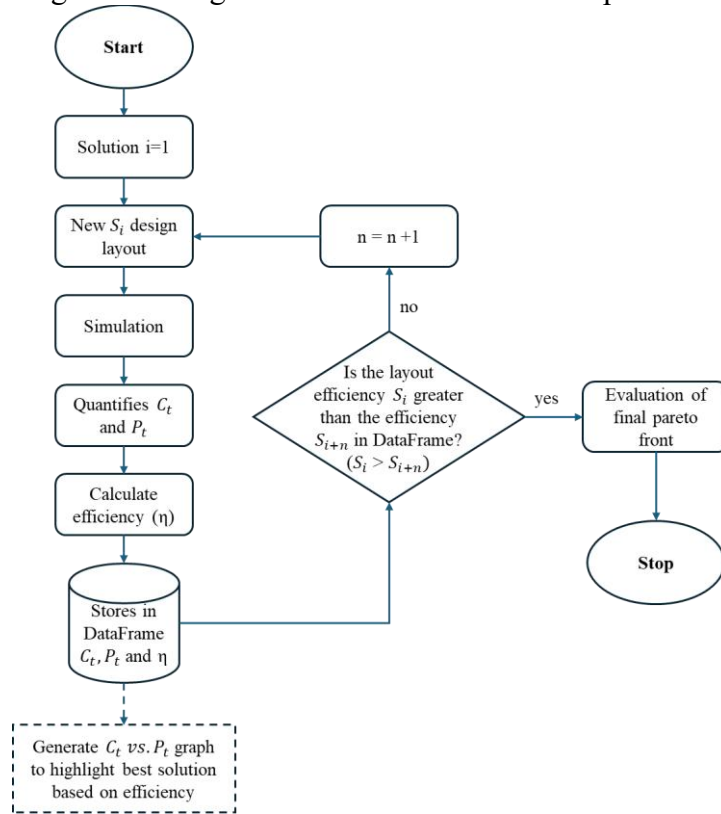 Start
Solution i=1
New $S_i$ design
layout
n = n +1
Simulation
no
Is the layout
efficiency $S_i$ greater
than the efficiency
$S_{i+n}$ in DataFrame?
($S_i > S_{i+n}$)
yes
Evaluation of
final pareto
front
Quantifies $C_t$
and $P_t$
Calculate
efficiency (η)
Stop
Stores in
DataFrame
$C_t, P_t$ and η
Generate $C_t$ vs. $P_t$ graph
to highlight best solution
based on efficiency